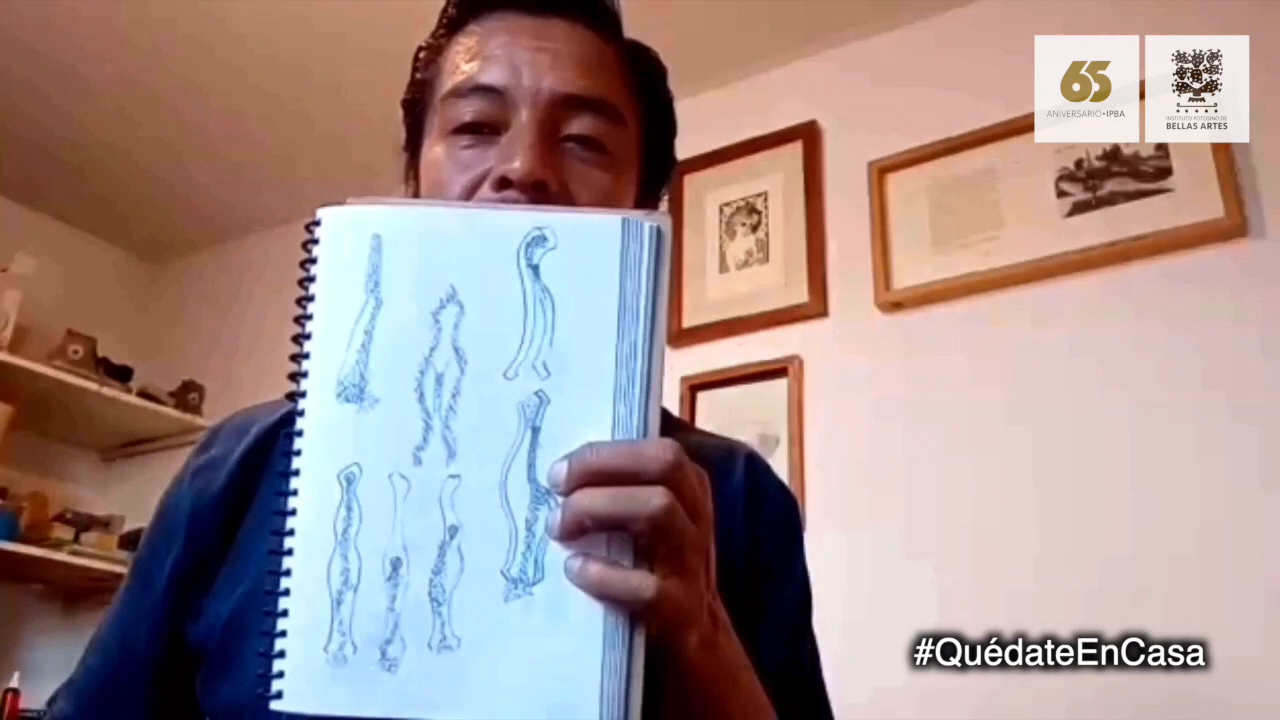 65
ANIVERSARIO•IPBA
INSTITUTO POTOSINO DE
BELLAS ARTES
#QuédateEnCasa